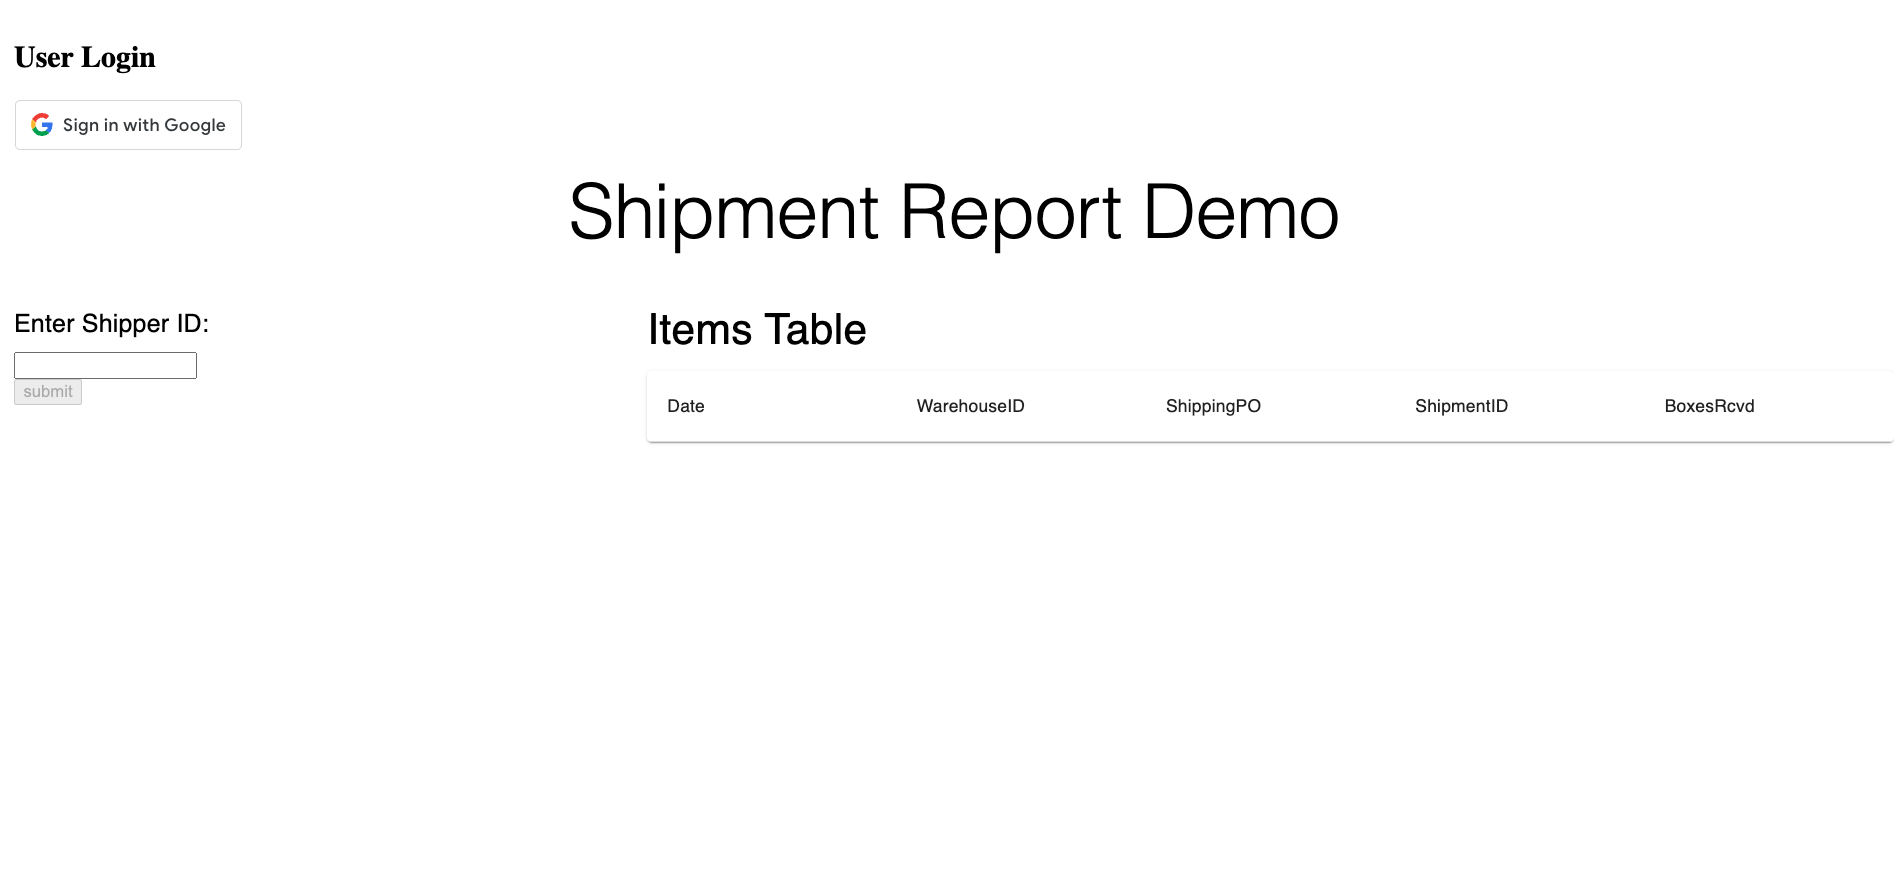 User Login
Sign in with Google
Shipment Report Demo
Enter Shipper ID:
submit
Items Table
Date WarehouseID ShippingPO ShipmentID BoxesRcvd